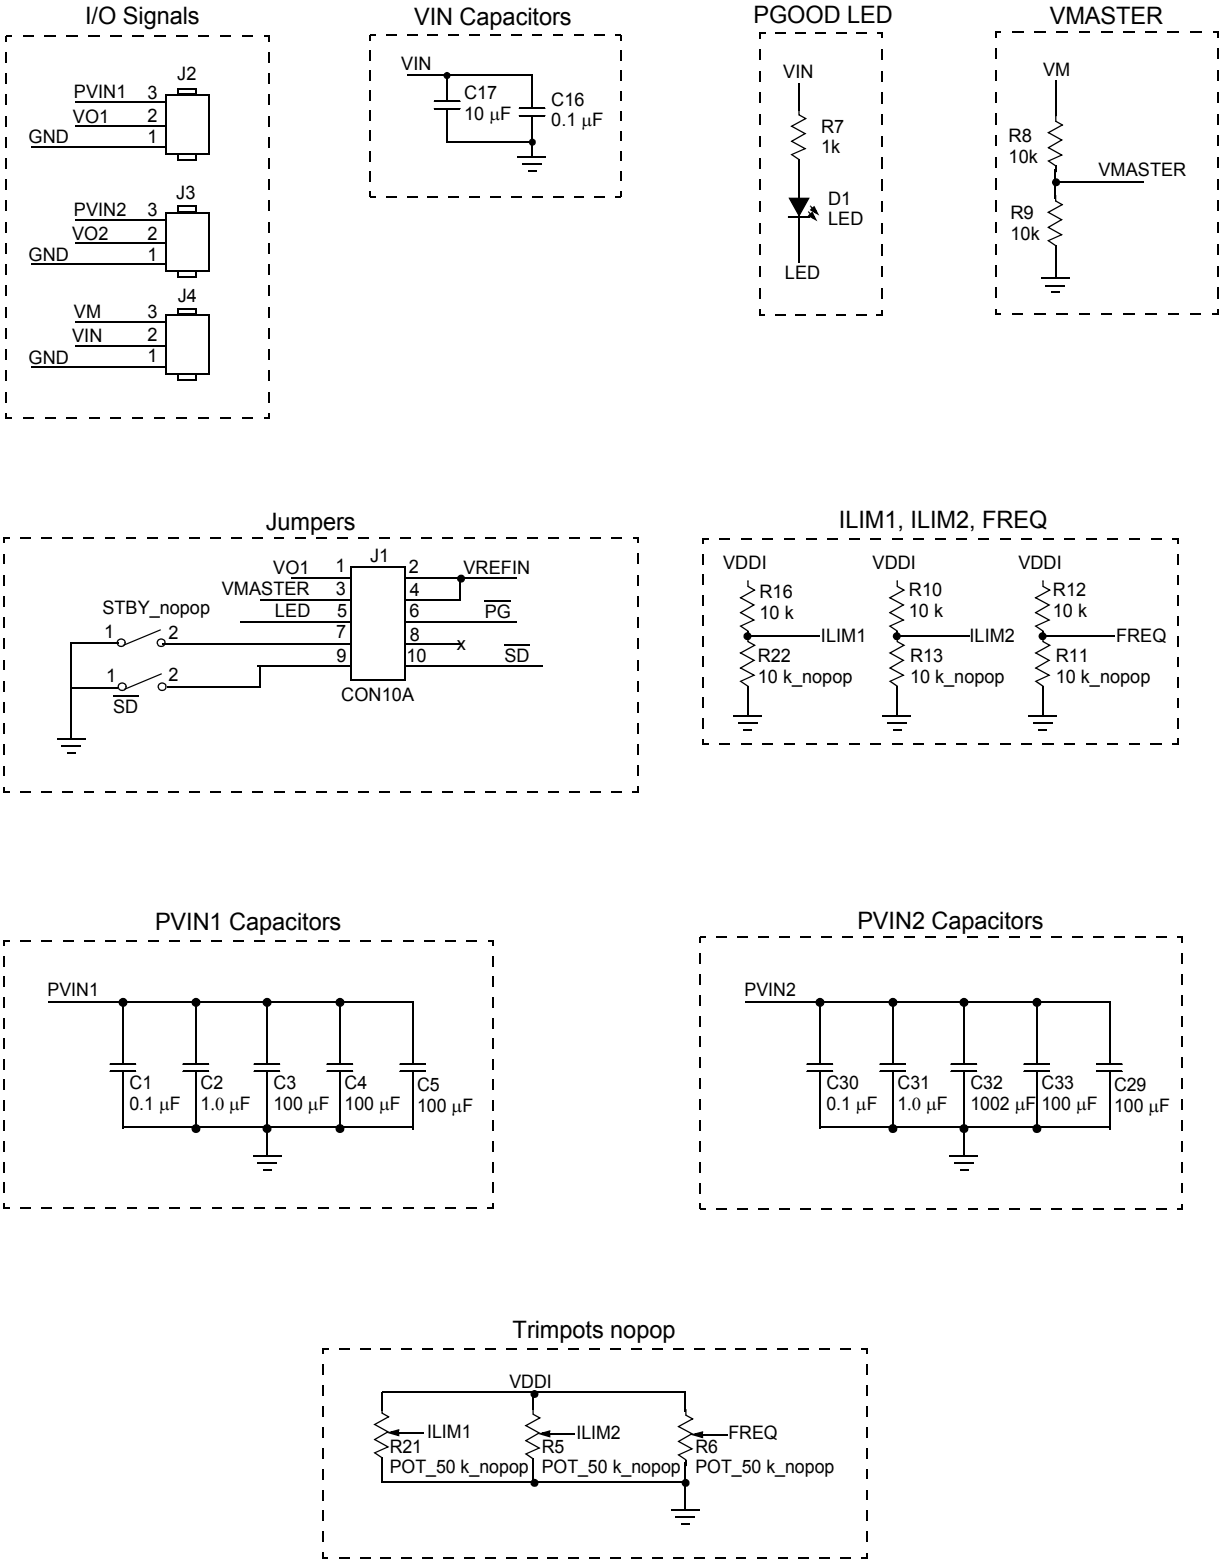 I/O Signals
J2
PVIN1 3
VO1 2
GND 1
J3
PVIN2 3
VO2 2
GND 1
J4
VM 3
VIN 2
GND 1
VIN Capacitors
VIN
C17
10 µF
C16
0.1 µF
PGOOD LED
VIN
R7
1k
D1
LED
LED
VMASTER
VM
R8
10k
VMASTER
R9
10k
Jumpers
J1
VO1 1 2 VREFIN
VMASTER 3 4
LED 5 6 PG
STBY_nopop
1 2 7 8 x
1 2 9 10 SD
SD
CON10A
ILIM1, ILIM2, FREQ
VDDI VDDI VDDI
R16 R10 R12
10 k 10 k 10 k
ILIM1 ILIM2 FREQ
R22 R13 R11
10 k_nopop 10 k_nopop 10 k_nopop
PVIN1 Capacitors
PVIN1
C1 C2 C3 C4 C5
0.1 µF 1.0 µF 100 µF 100 µF 100 µF
PVIN2 Capacitors
PVIN2
C30 C31 C32 C33 C29
0.1 µF 1.0 µF 1002 µF 100 µF 100 µF
Trimpots nopop
VDDI
ILIM1 ILIM2 FREQ
R21 R5 R6
POT_50 k_nopop POT_50 k_nopop POT_50 k_nopop